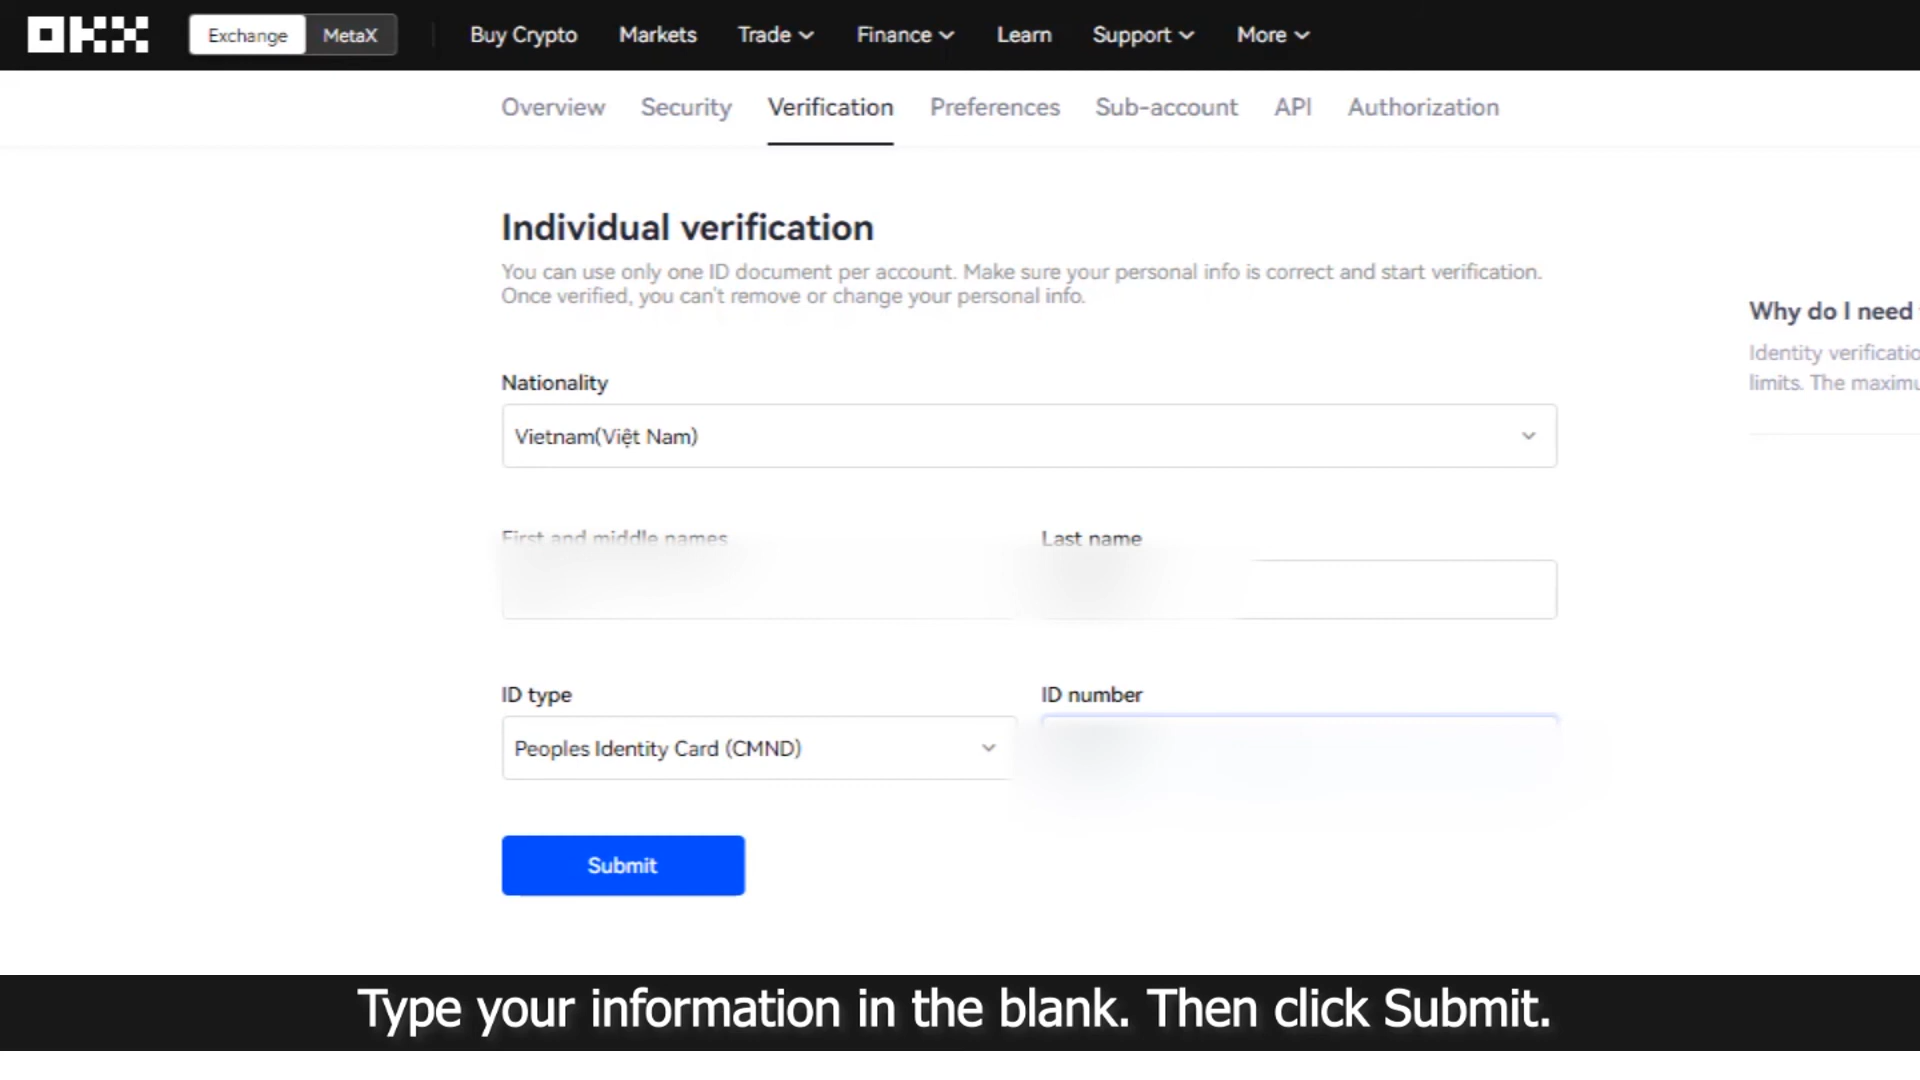 OKX
Exchange MetaX Buy Crypto Markets Trade Finance Learn Support More
Overview Security Verification Preferences Sub-account API Authorization
Individual verification
You can use only one ID document per account. Make sure your personal info is correct and start verification.
Once verified, you can't remove or change your personal info.
Why do I need
Identity verificatio
limits. The maximu
Nationality
Vietnam(Việt Nam)
First and middle names
Last name
ID type
ID number
Peoples Identity Card (CMND)
Submit
Type your information in the blank. Then click Submit.